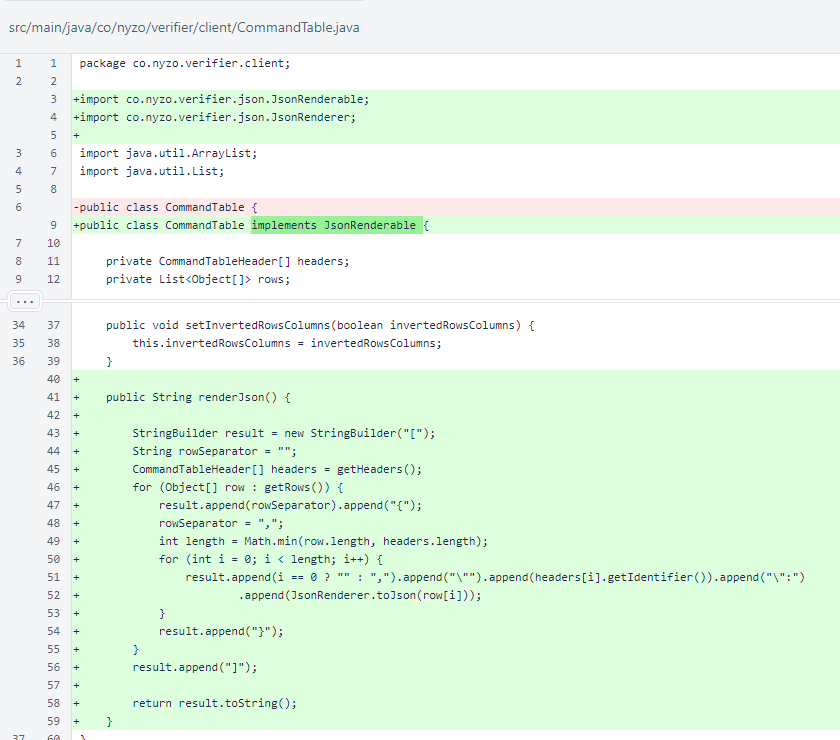 src/main/java/co/nyzo/verifier/client/CommandTable.java
1 1 package co.nyzo.verifier.client;
2 2
3 +import co.nyzo.verifier.json.JsonRenderable;
4 +import co.nyzo.verifier.json.JsonRenderer;
5 +
3 6 import java.util.ArrayList;
4 7 import java.util.List;
5 8
6 -public class CommandTable {
9 +public class CommandTable implements JsonRenderable {
7 10
8 11 private CommandTableHeader[] headers;
9 12 private List<Object[]> rows;
...
34 37 public void setInvertedRowsColumns(boolean invertedRowsColumns) {
35 38 this.invertedRowsColumns = invertedRowsColumns;
36 39 }
40 +
41 + public String renderJson() {
42 +
43 + StringBuilder result = new StringBuilder("[");
44 + String rowSeparator = "";
45 + CommandTableHeader[] headers = getHeaders();
46 + for (Object[] row : getRows()) {
47 + result.append(rowSeparator).append("{");
48 + rowSeparator = ",";
49 + int length = Math.min(row.length, headers.length);
50 + for (int i = 0; i < length; i++) {
51 + result.append(i == 0 ? "" : ",").append("\"").append(headers[i].getIdentifier()).append("\":")
52 + .append(JsonRenderer.toJson(row[i]));
53 + }
54 + result.append("}");
55 + }
56 + result.append("]");
57 +
58 + return result.toString();
59 + }
37 60 }